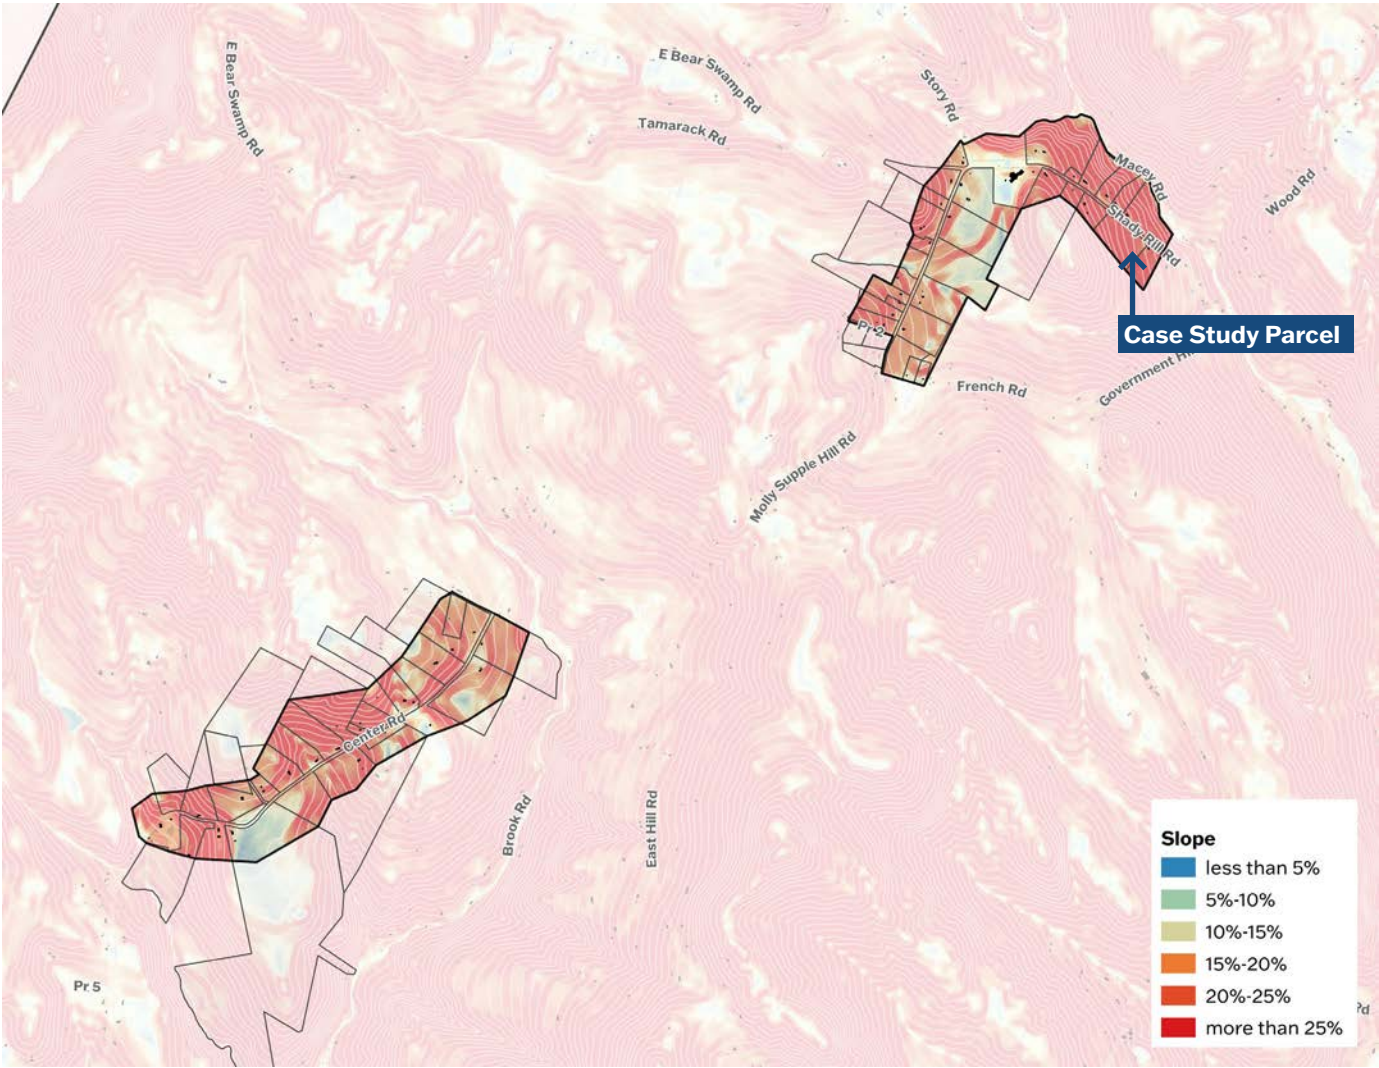 E Bear Swamp Rd
E Bear Swamp Rd
Tamarack Rd
Story Rd
Macey Rd
Wood Rd
Shady Rill Rd
Case Study Parcel
Pr 2
French Rd
Government
Molly Supple Hill Rd
Center Rd
Brook Rd
East Hill Rd
Pr 5
Slope
less than 5%
5%-10%
10%-15%
15%-20%
20%-25%
more than 25%